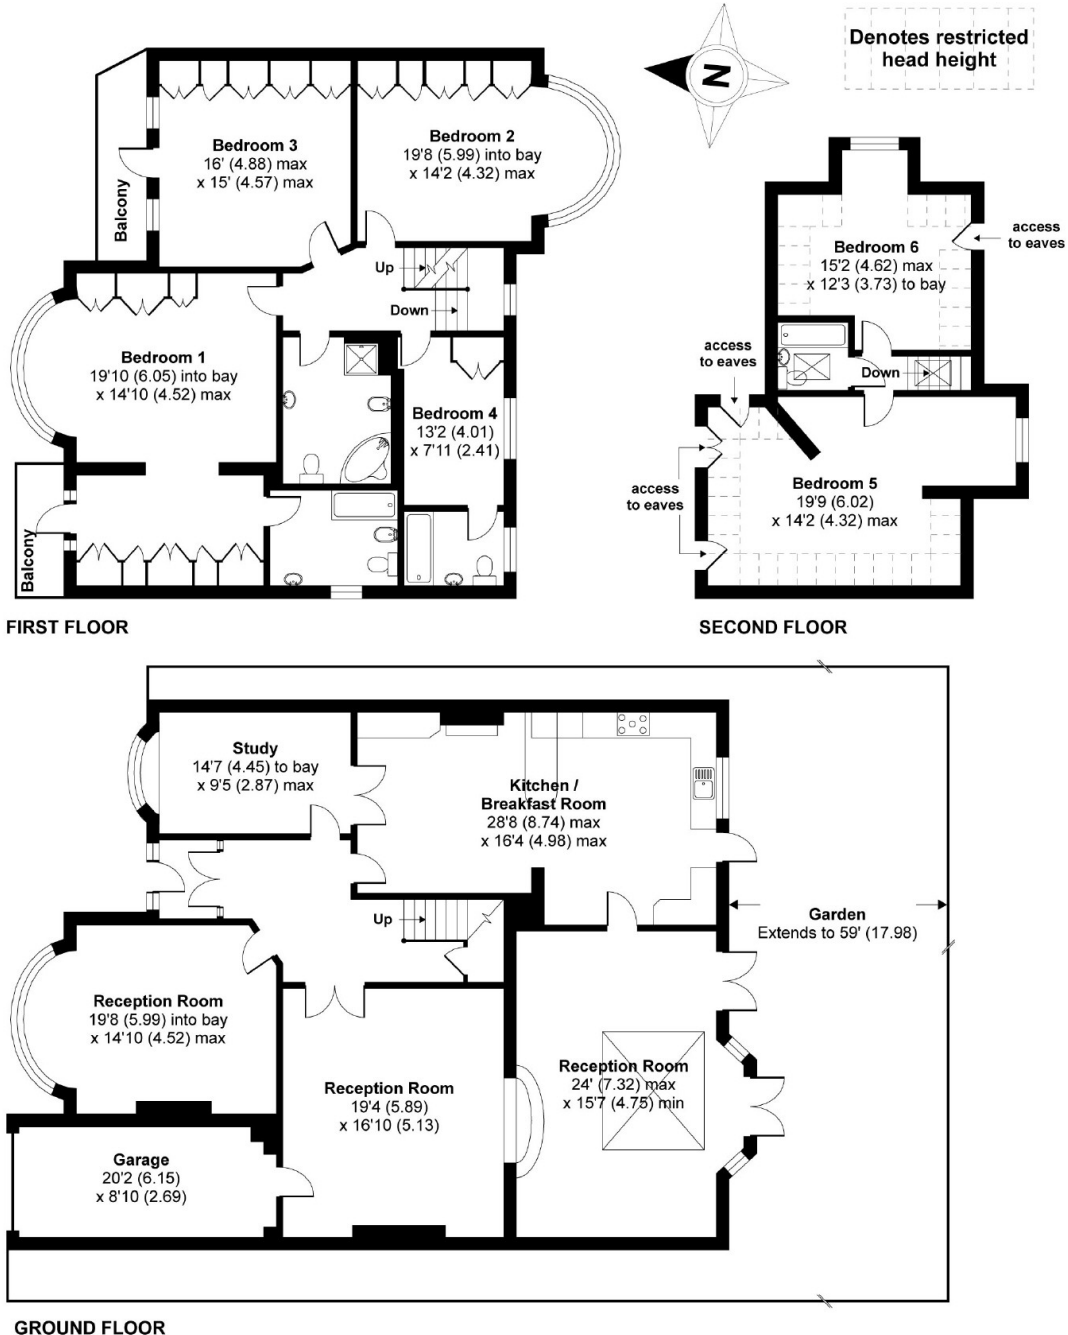 Denotes restricted
head height
N
Bedroom 3
16' (4.88) max
x 15' (4.57) max
Bedroom 2
19'8 (5.99) into bay
x 14'2 (4.32) max
Balcony
Up
Down
Bedroom 1
19'10 (6.05) into bay
x 14'10 (4.52) max
Bedroom 4
13'2 (4.01)
x 7'11 (2.41)
Balcony
FIRST FLOOR
Bedroom 6
15'2 (4.62) max
x 12'3 (3.73) to bay
access
to eaves
access
to eaves
Down
access
to eaves
Bedroom 5
19'9 (6.02)
x 14'2 (4.32) max
SECOND FLOOR
Study
14'7 (4.45) to bay
x 9'5 (2.87) max
Kitchen /
Breakfast Room
28'8 (8.74) max
x 16'4 (4.98) max
Up
Garden
Extends to 59' (17.98)
Reception Room
19'8 (5.99) into bay
x 14'10 (4.52) max
Reception Room
19'4 (5.89)
x 16'10 (5.13)
Reception Room
24' (7.32) max
x 15'7 (4.75) min
Garage
20'2 (6.15)
x 8'10 (2.69)
GROUND FLOOR